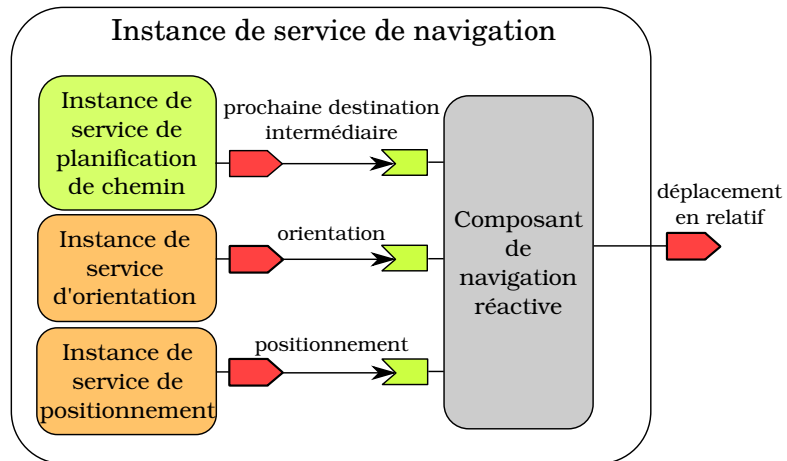 Instance de service de navigation
Instance de
service de
planification
de chemin
prochaine destination
intermédiaire
Instance de
service
d'orientation
orientation
Instance de
service de
positionnement
positionnement
Composant
de
navigation
réactive
déplacement
en relatif